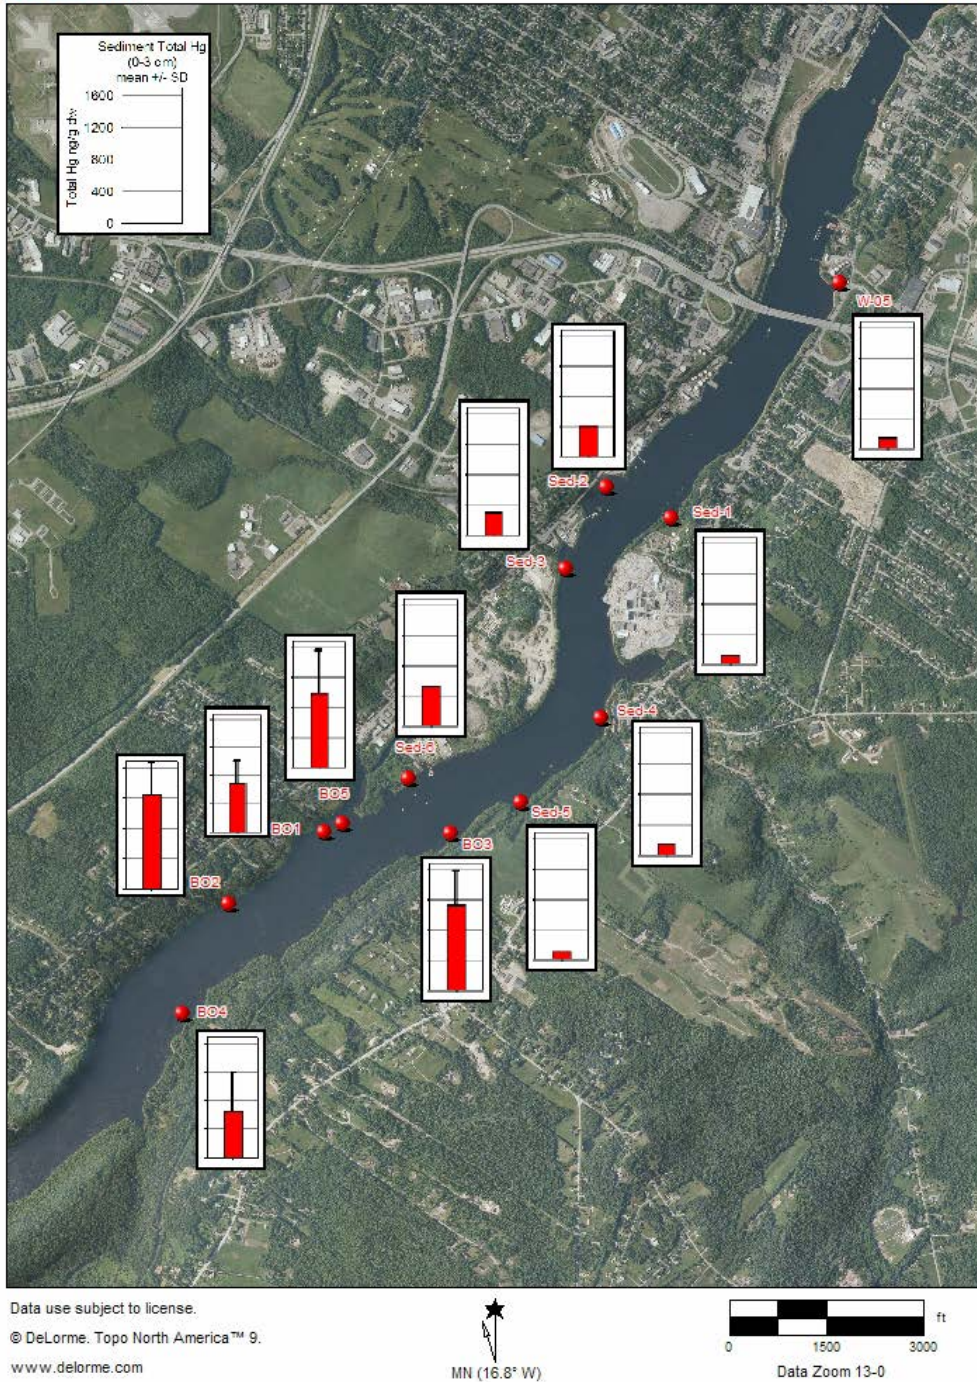 Sediment Total Hg
(0-3 cm)
mean +/- SD
Total Hg ng/g dw
1600
1200
800
400
0
W-05
Sed-2
Sed-1
Sed-3
Sed-4
Sed-6
BO5
Sed-5
BO1
BO3
BO2
BO4
Data use subject to license.
© DeLorme. Topo North America™ 9.
www.delorme.com
MN (16.8° W)
ft
0 1500 3000
Data Zoom 13-0